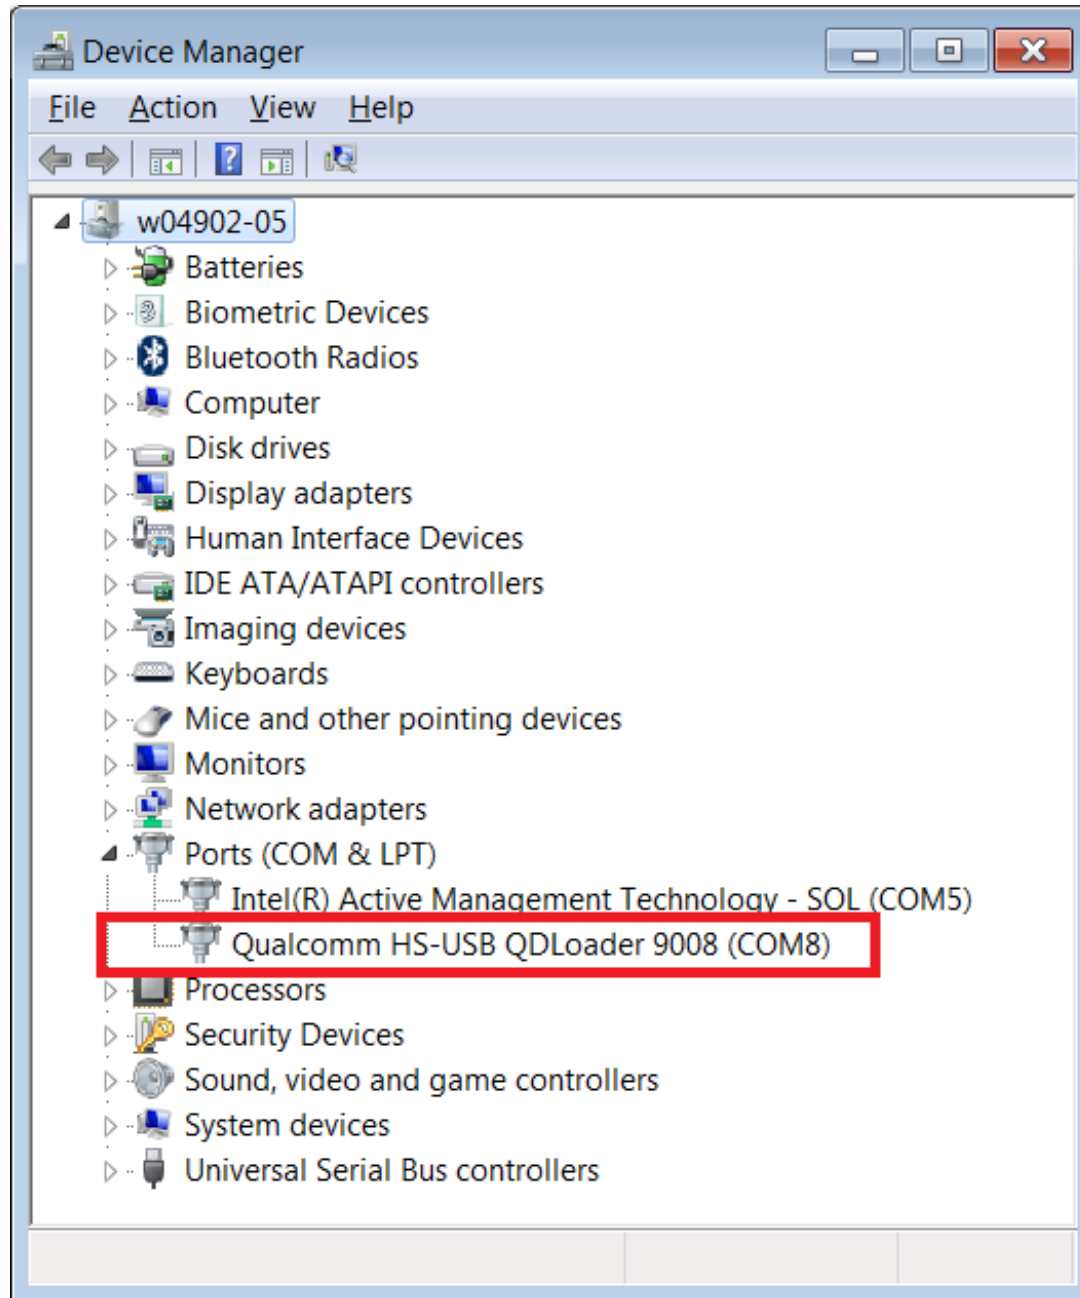 Device Manager
File Action View Help
w04902-05
Batteries
Biometric Devices
Bluetooth Radios
Computer
Disk drives
Display adapters
Human Interface Devices
IDE ATA/ATAPI controllers
Imaging devices
Keyboards
Mice and other pointing devices
Monitors
Network adapters
Ports (COM & LPT)
Intel(R) Active Management Technology - SOL (COM5)
Qualcomm HS-USB QDLoader 9008 (COM8)
Processors
Security Devices
Sound, video and game controllers
System devices
Universal Serial Bus controllers